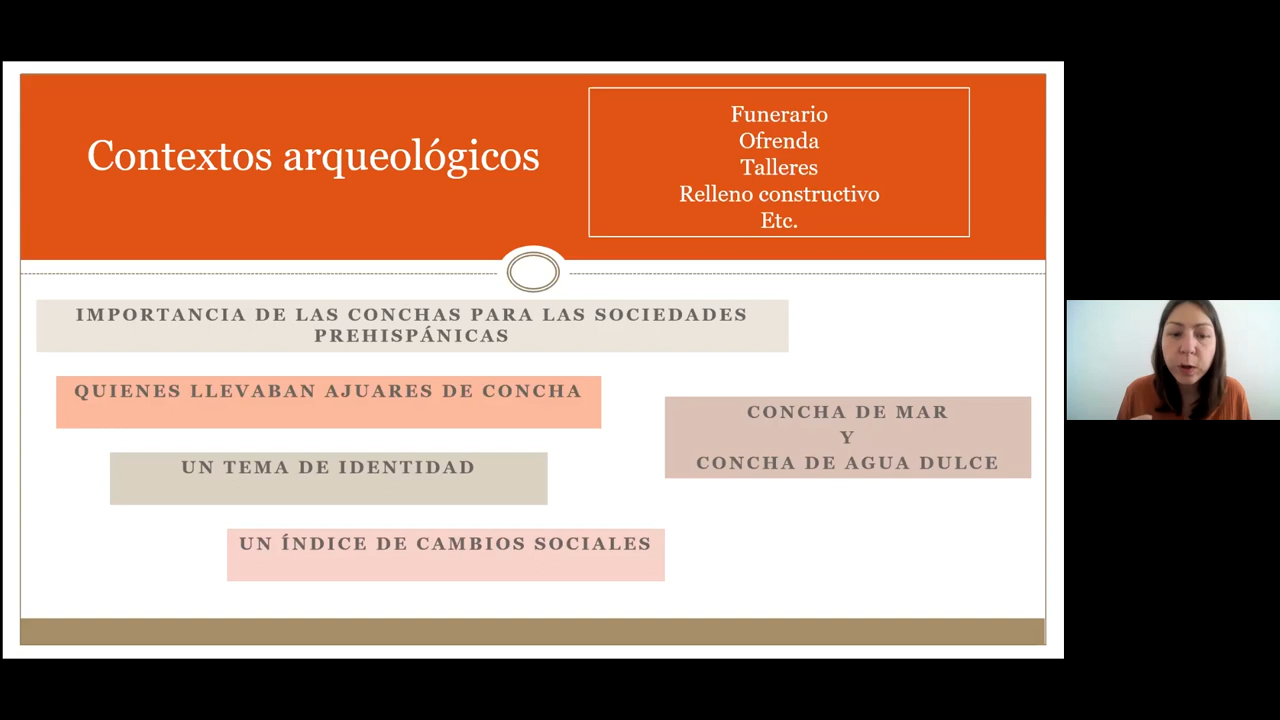 Contextos arqueológicos
Funerario
Ofrenda
Talleres
Relleno constructivo
Etc.
IMPORTANCIA DE LAS CONCHAS PARA LAS SOCIEDADES
PREHISPÁNICAS
QUIENES LLEVABAN AJUARES DE CONCHA
UN TEMA DE IDENTIDAD
UN ÍNDICE DE CAMBIOS SOCIALES
CONCHA DE MAR
Y
CONCHA DE AGUA DULCE